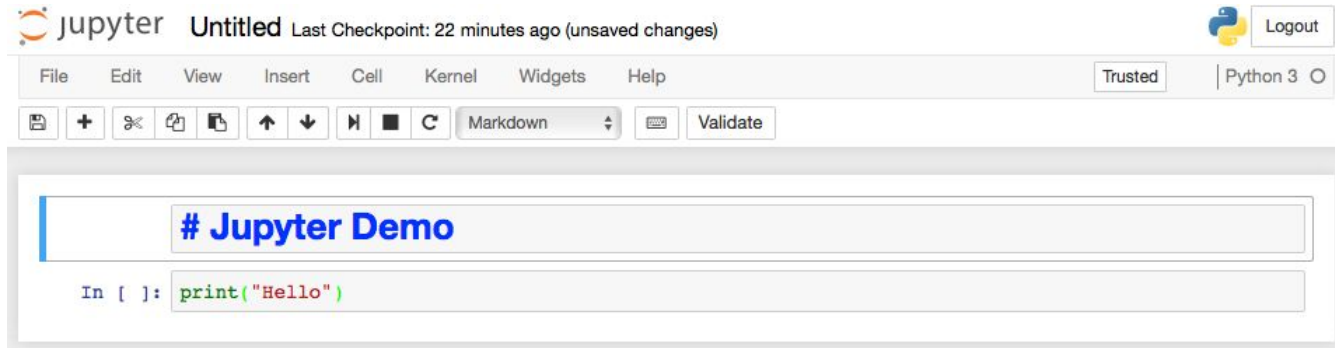 jupyter Untitled Last Checkpoint: 22 minutes ago (unsaved changes) Logout
File Edit View Insert Cell Kernel Widgets Help Trusted Python 3
Markdown Validate
# Jupyter Demo
In [ ]: print("Hello")